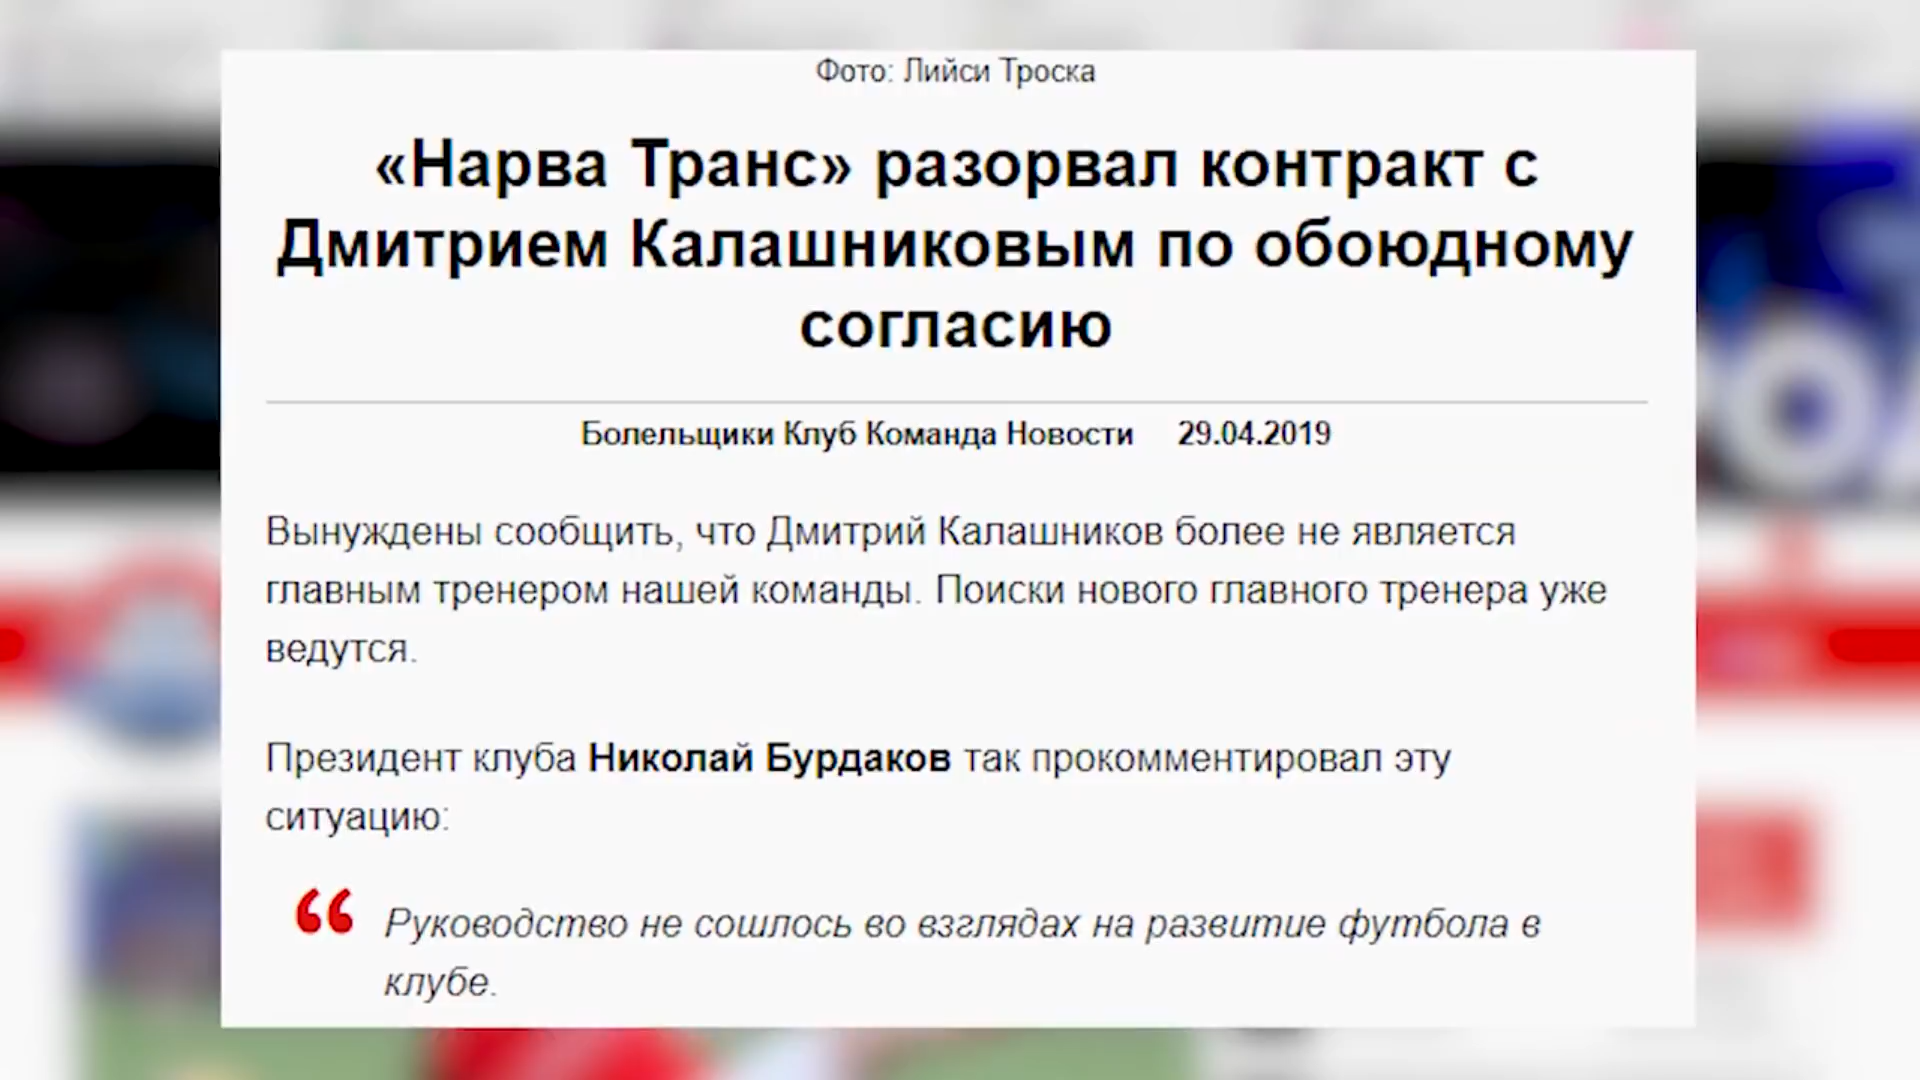 Фото: Лийси Троска
«Нарва Транс» разорвал контракт с
Дмитрием Калашниковым по обоюдному
согласию
Болельщики Клуб Команда Новости 29.04.2019
Вынуждены сообщить, что Дмитрий Калашников более не является
главным тренером нашей команды. Поиски нового главного тренера уже
ведутся.
Президент клуба Николай Бурдаков так прокомментировал эту
ситуацию:
“ Руководство не сошлось во взглядах на развитие футбола в
клубе.